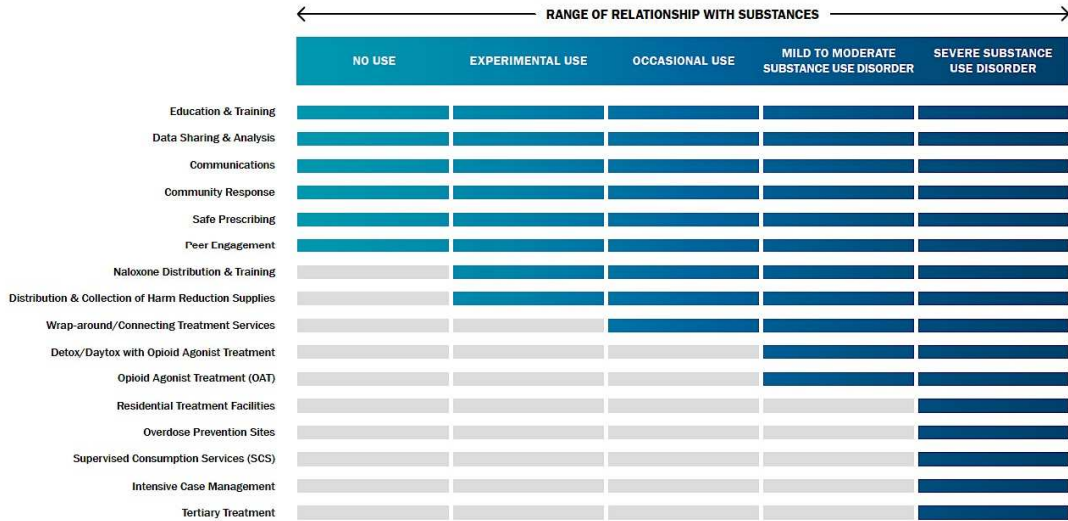 RANGE OF RELATIONSHIP WITH SUBSTANCES
NO USE
EXPERIMENTAL USE
OCCASIONAL USE
MILD TO MODERATE
SUBSTANCE USE DISORDER
SEVERE SUBSTANCE
USE DISORDER
Education & Training
Data Sharing & Analysis
Communications
Community Response
Safe Prescribing
Peer Engagement
Naloxone Distribution & Training
Distribution & Collection of Harm Reduction Supplies
Wrap-around/Connecting Treatment Services
Detox/Daytox with Opioid Agonist Treatment
Opioid Agonist Treatment (OAT)
Residential Treatment Facilities
Overdose Prevention Sites
Supervised Consumption Services (SCS)
Intensive Case Management
Tertiary Treatment